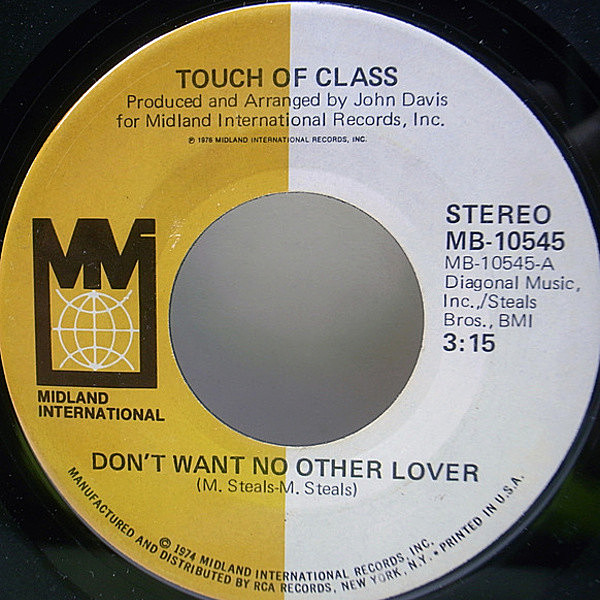 TOUCH OF CLASS
Produced and Arranged by John Davis
for Midland International Records, Inc.
℗ 1976 MIDLAND INTERNATIONAL RECORDS, INC.
STEREO
MB-10545
MB-10545-A
Diagonal Music,
Inc.,/Steals
Bros., BMI
3:15
MIDLAND
INTERNATIONAL
DON'T WANT NO OTHER LOVER
(M. Steals-M. Steals)
© 1974 MIDLAND INTERNATIONAL RECORDS, INC.
MANUFACTURED AND DISTRIBUTED BY RCA RECORDS, NEW YORK, N.Y. • PRINTED IN U.S.A.